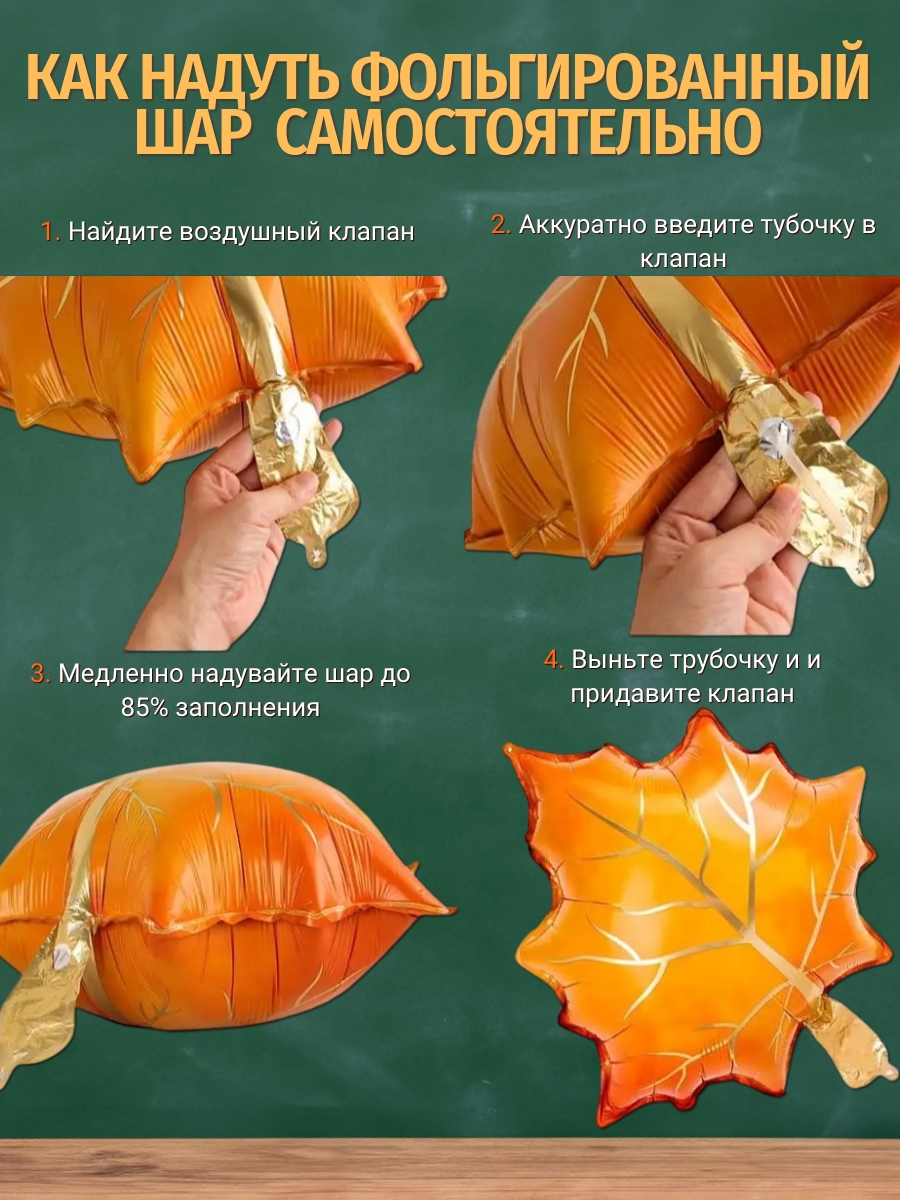 КАК НАДУТЬ ФОЛЬГИРОВАННЫЙ
ШАР САМОСТОЯТЕЛЬНО
1. Найдите воздушный клапан
2. Аккуратно введите тубочку в
клапан
3. Медленно надувайте шар до
85% заполнения
4. Выньте трубочку и и
придавите клапан